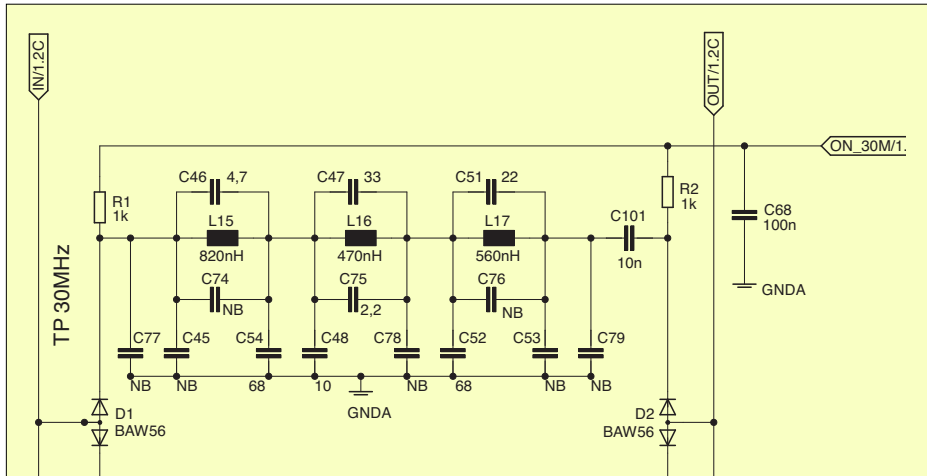 IN/1.2C
OUT/1.2C
ON_30M/1.
C46 4,7
C47 33
C51 22
R1
1k
L15
820nH
L16
470nH
L17
560nH
C101
10n
R2
1k
C68
100n
GNDA
TP 30MHz
C74
NB
C75
2,2
C76
NB
C77 C45 C54 C48 C78 C52 C53 C79
NB NB 68 10 NB 68 NB NB
GNDA
D1
BAW56
D2
BAW56